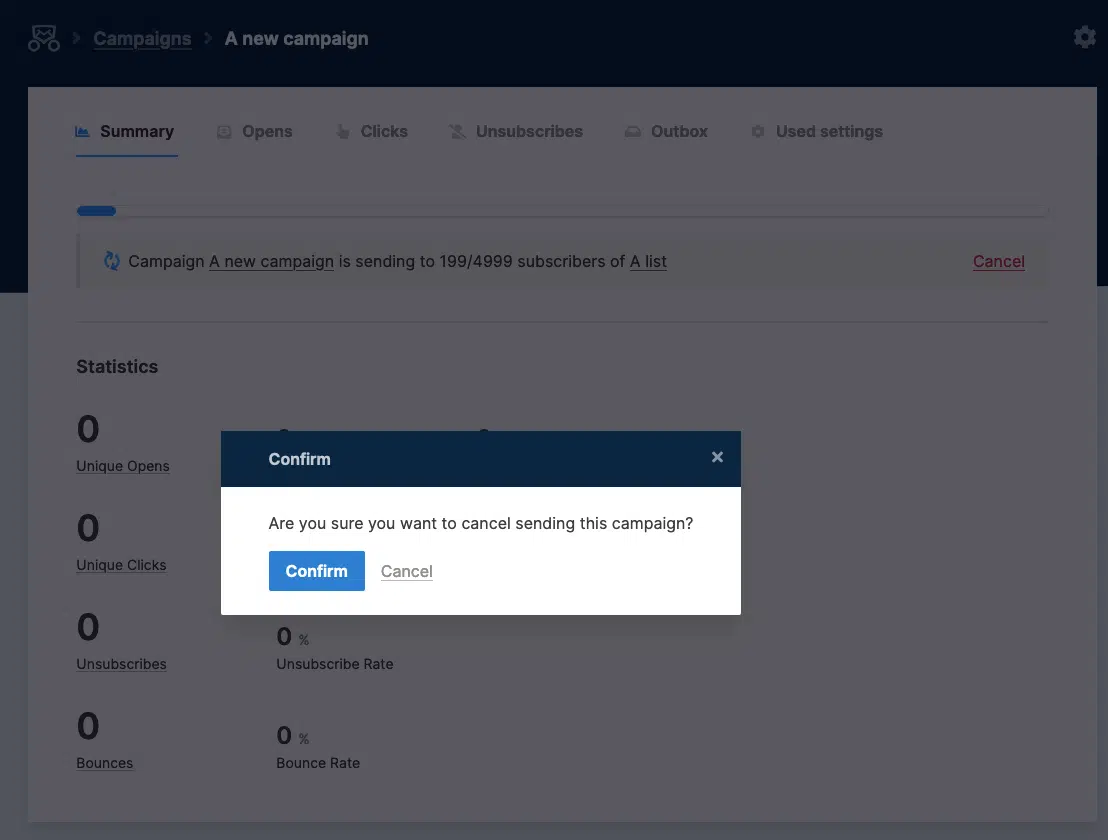 Campaigns A new campaign
Summary Opens Clicks Unsubscribes Outbox Used settings
Campaign A new campaign is sending to 199/4999 subscribers of A list Cancel
Statistics
0
Unique Opens
Confirm
Are you sure you want to cancel sending this campaign?
Confirm Cancel
0
Unique Clicks
0 0 %
Unsubscribes Unsubscribe Rate
0 0 %
Bounces Bounce Rate